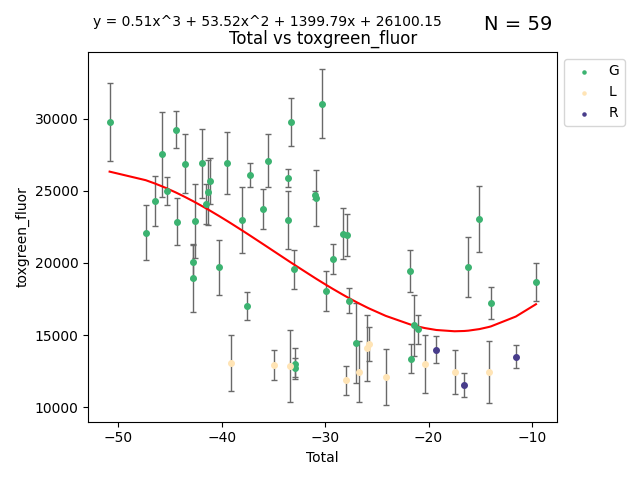 y = 0.51x^3 + 53.52x^2 + 1399.79x + 26100.15
N = 59
Total vs toxgreen_fluor
G
L
R
toxgreen_fluor
30000
25000
20000
15000
10000
−50
−40
−30
−20
−10
Total